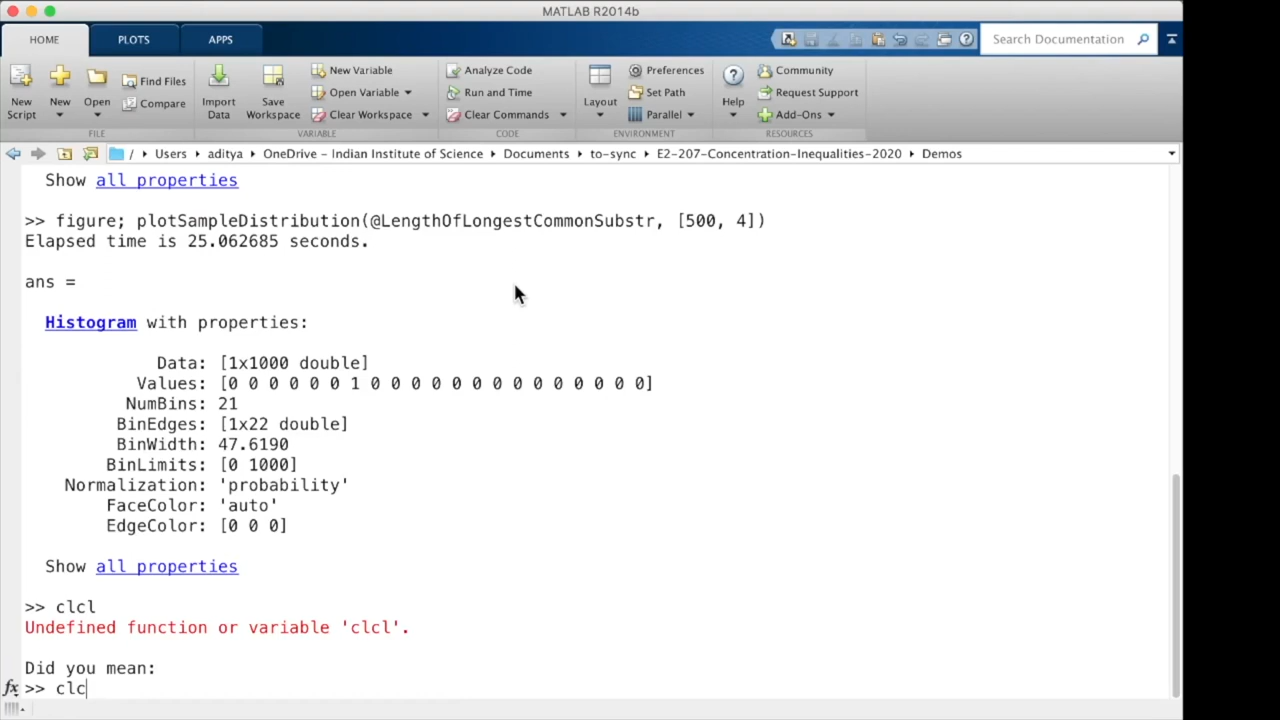 MATLAB R2014b
HOME PLOTS APPS
Search Documentation
New Script New Open Find Files Compare Import Data Save Workspace New Variable Open Variable Clear Workspace Analyze Code Run and Time Clear Commands Layout Preferences Set Path Parallel Help Community Request Support Add-Ons
FILE VARIABLE CODE ENVIRONMENT RESOURCES
/ Users aditya OneDrive - Indian Institute of Science Documents to-sync E2-207-Concentration-Inequalities-2020 Demos
Show all properties
>> figure; plotSampleDistribution(@LengthOfLongestCommonSubstr, [500, 4])
Elapsed time is 25.062685 seconds.
ans =
Histogram with properties:
Data: [1x1000 double]
Values: [0 0 0 0 0 0 1 0 0 0 0 0 0 0 0 0 0 0 0 0 0]
NumBins: 21
BinEdges: [1x22 double]
BinWidth: 47.6190
BinLimits: [0 1000]
Normalization: 'probability'
FaceColor: 'auto'
EdgeColor: [0 0 0]
Show all properties
>> clcl
Undefined function or variable 'clcl'.
Did you mean:
fx >> clc